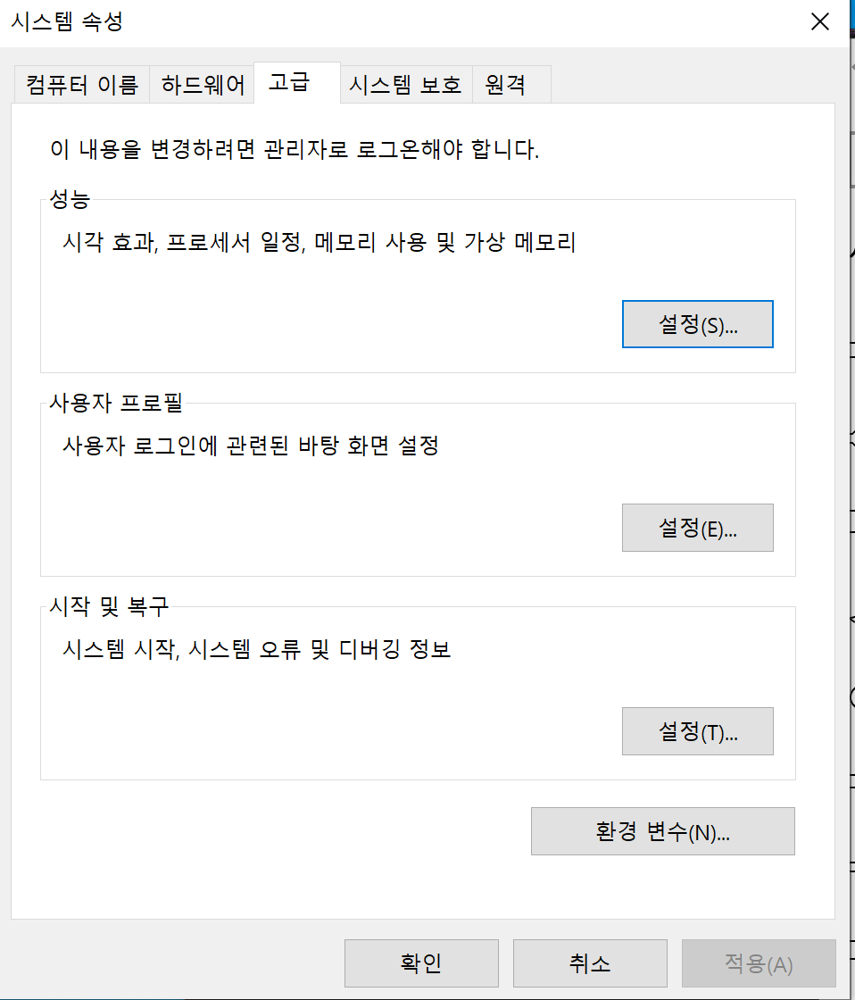 시스템 속성
컴퓨터 이름 하드웨어 고급 시스템 보호 원격
이 내용을 변경하려면 관리자로 로그온해야 합니다.
성능
시각 효과, 프로세서 일정, 메모리 사용 및 가상 메모리
설정(S)...
사용자 프로필
사용자 로그인에 관련된 바탕 화면 설정
설정(E)...
시작 및 복구
시스템 시작, 시스템 오류 및 디버깅 정보
설정(T)...
환경 변수(N)...
확인 취소 적용(A)